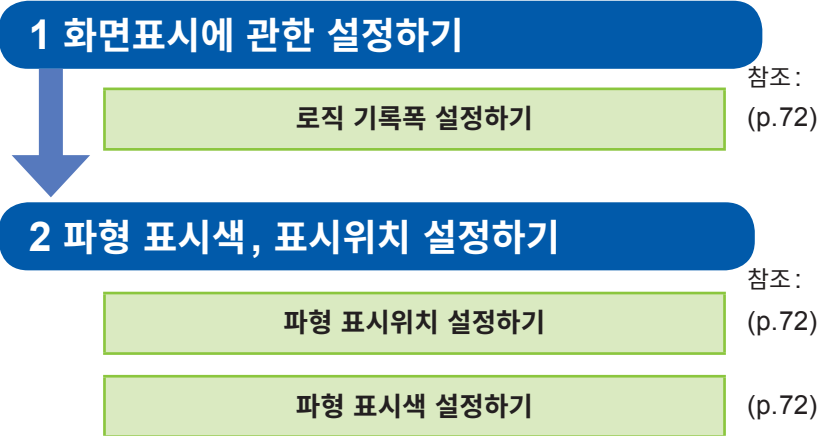 1 화면표시에 관한 설정하기
참조:
로직 기록폭 설정하기 (p.72)
2 파형 표시색, 표시위치 설정하기
참조:
파형 표시위치 설정하기 (p.72)
파형 표시색 설정하기 (p.72)